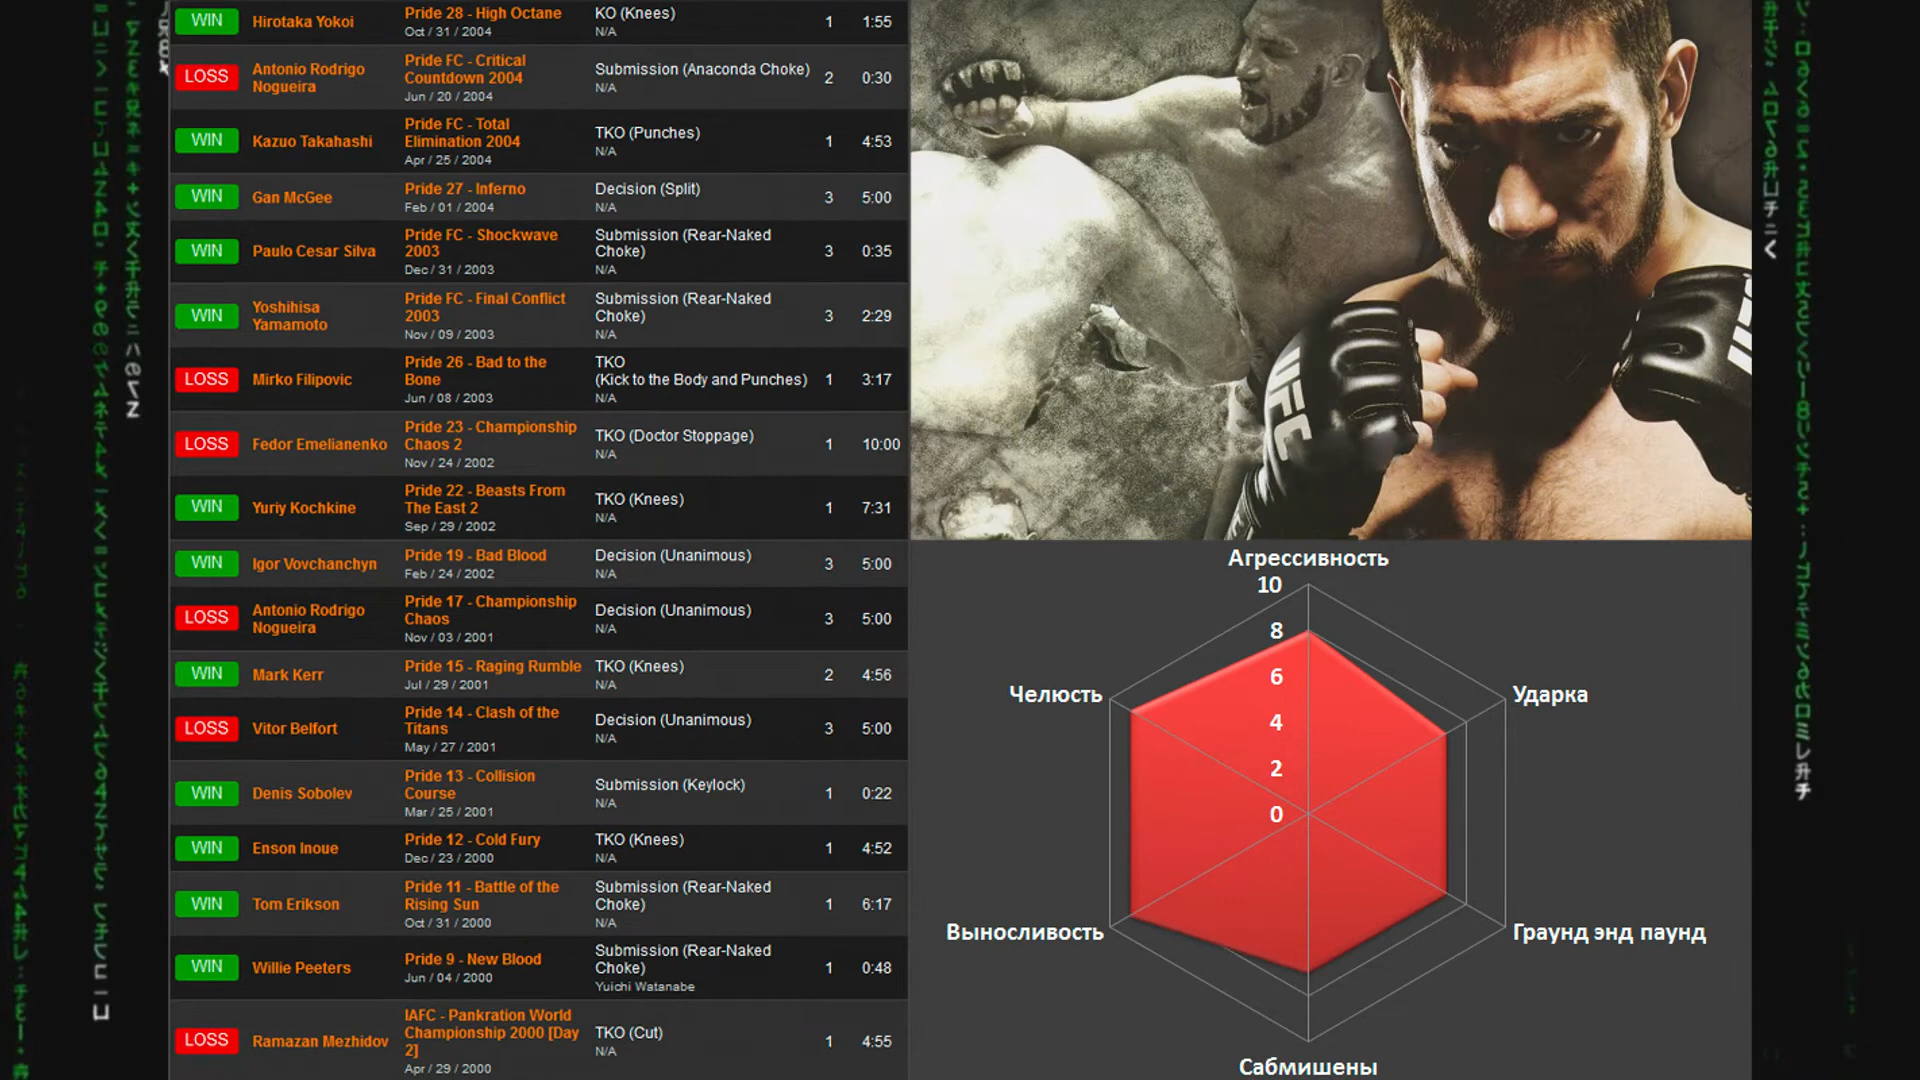 WIN
Hirotaka Yokoi
Pride 28 - High Octane
Oct / 31 / 2004
KO (Knees)
N/A
1
1:55
LOSS
Antonio Rodrigo
Nogueira
Pride FC - Critical
Countdown 2004
Jun / 20 / 2004
Submission (Anaconda Choke)
N/A
2
0:30
WIN
Kazuo Takahashi
Pride FC - Total
Elimination 2004
Apr / 25 / 2004
TKO (Punches)
N/A
1
4:53
WIN
Gan McGee
Pride 27 - Inferno
Feb / 01 / 2004
Decision (Split)
N/A
3
5:00
WIN
Paulo Cesar Silva
Pride FC - Shockwave
2003
Dec / 31 / 2003
Submission (Rear-Naked
Choke)
N/A
3
0:35
WIN
Yoshihisa
Yamamoto
Pride FC - Final Conflict
2003
Nov / 09 / 2003
Submission (Rear-Naked
Choke)
N/A
3
2:29
LOSS
Mirko Filipovic
Pride 26 - Bad to the
Bone
Jun / 08 / 2003
TKO
(Kick to the Body and Punches)
N/A
1
3:17
LOSS
Fedor Emelianenko
Pride 23 - Championship
Chaos 2
Nov / 24 / 2002
TKO (Doctor Stoppage)
N/A
1
10:00
WIN
Yuriy Kochkine
Pride 22 - Beasts From
The East 2
Sep / 29 / 2002
TKO (Knees)
N/A
1
7:31
WIN
Igor Vovchanchyn
Pride 19 - Bad Blood
Feb / 24 / 2002
Decision (Unanimous)
N/A
3
5:00
LOSS
Antonio Rodrigo
Nogueira
Pride 17 - Championship
Chaos
Nov / 03 / 2001
Decision (Unanimous)
N/A
3
5:00
WIN
Mark Kerr
Pride 15 - Raging Rumble
Jul / 29 / 2001
TKO (Knees)
N/A
2
4:56
LOSS
Vitor Belfort
Pride 14 - Clash of the
Titans
May / 27 / 2001
Decision (Unanimous)
N/A
3
5:00
WIN
Denis Sobolev
Pride 13 - Collision
Course
Mar / 25 / 2001
Submission (Keylock)
N/A
1
0:22
WIN
Enson Inoue
Pride 12 - Cold Fury
Dec / 23 / 2000
TKO (Knees)
N/A
1
4:52
WIN
Tom Erikson
Pride 11 - Battle of the
Rising Sun
Oct / 31 / 2000
Submission (Rear-Naked
Choke)
N/A
1
6:17
WIN
Willie Peeters
Pride 9 - New Blood
Jun / 04 / 2000
Submission (Rear-Naked
Choke)
Yuichi Watanabe
1
0:48
LOSS
Ramazan Mezhidov
IAFC - Pankration World
Championship 2000 [Day
2]
Apr / 29 / 2000
TKO (Cut)
N/A
1
4:55
UFC
Агрессивность
10
8
6
4
2
0
Челюсть
Ударка
Выносливость
Граунд энд паунд
Сабмишены